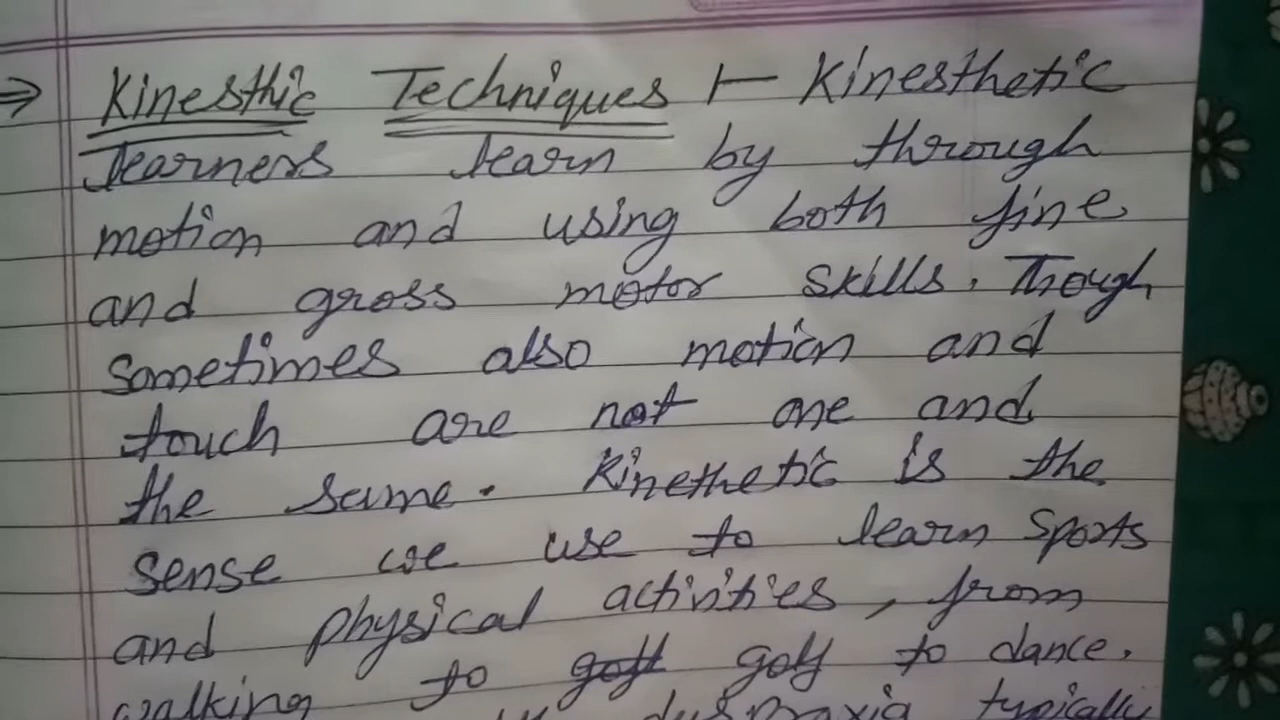 ⇒ Kinesthic Techniques :- Kinesthetic
learners learn by through
motion and using both fine
and gross motor skills. Though
sometimes also motion and
touch are not one and
the same. Kinethetic is the
sense we use to learn sports
and physical activities, from
walking to golf golf to dance.
dyspraxia typically